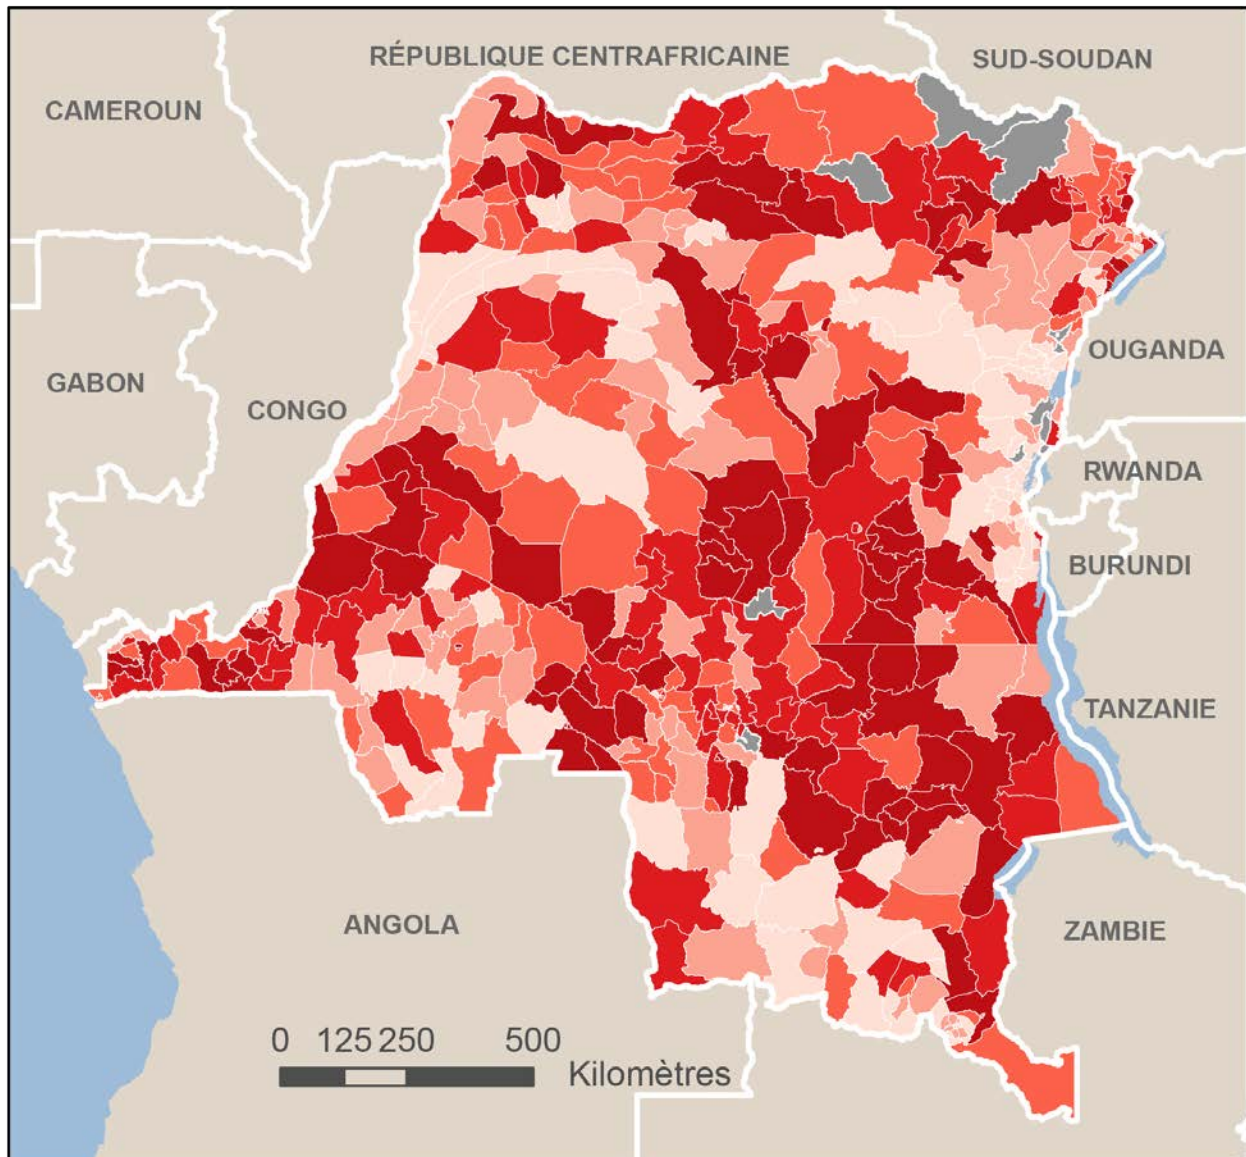 RÉPUBLIQUE CENTRAFRICAINE
SUD-SOUDAN
CAMEROUN
OUGANDA
GABON
CONGO
RWANDA
BURUNDI
TANZANIE
ANGOLA
ZAMBIE
0 125 250 500
Kilomètres